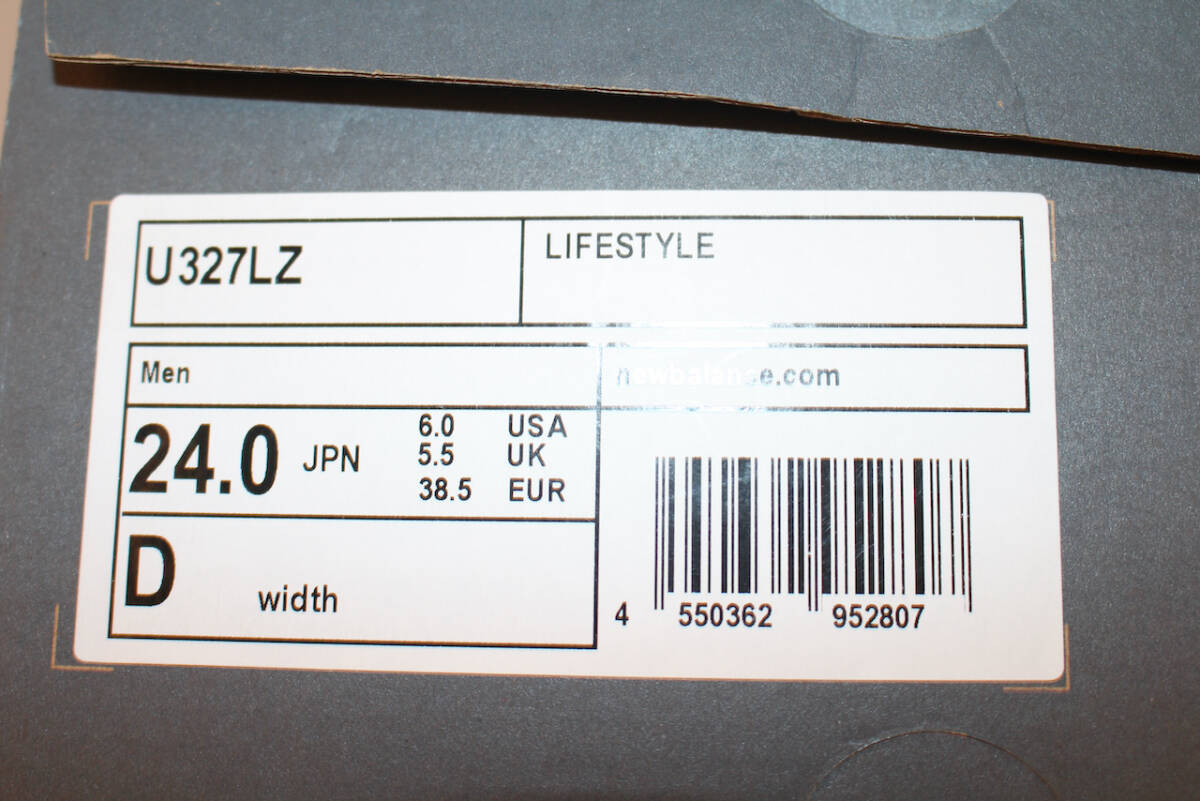 U327LZ
LIFESTYLE
Men
newbalance.com
24.0 JPN
6.0 USA
5.5 UK
38.5 EUR
D width
4 550362 952807